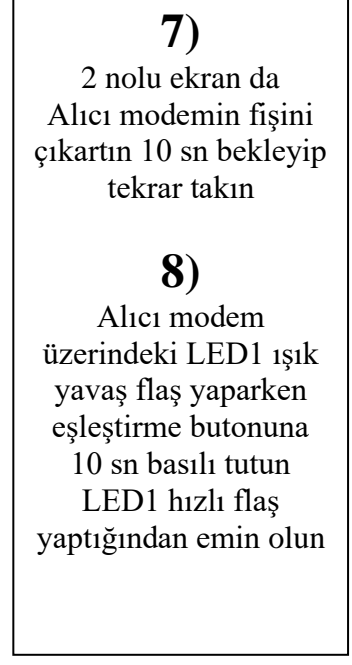 7)
2 nolu ekran da
Alıcı modemin fişini
çıkartın 10 sn bekleyip
tekrar takın
8)
Alıcı modem
üzerindeki LED1 ışık
yavaş flaş yaparken
eşleştirme butonuna
10 sn basılı tutun
LED1 hızlı flaş
yaptığından emin olun